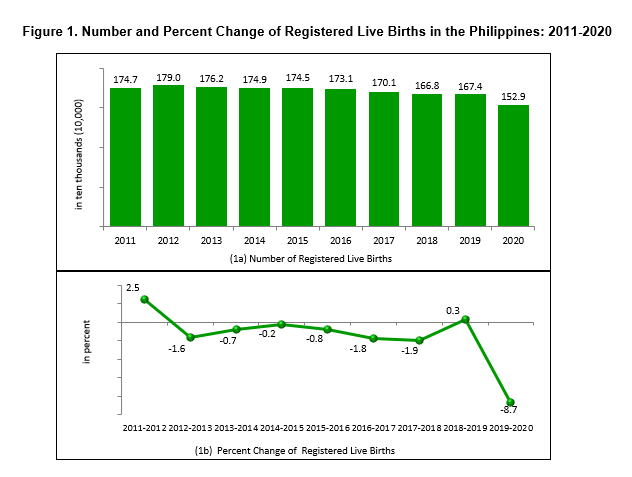 Figure 1. Number and Percent Change of Registered Live Births in the Philippines: 2011-2020
in ten thousands (10,000)
174.7 179.0 176.2 174.9 174.5 173.1 170.1 166.8 167.4 152.9
2011 2012 2013 2014 2015 2016 2017 2018 2019 2020
(1a) Number of Registered Live Births
in percent
2.5 -1.6 -0.7 -0.2 -0.8 -1.8 -1.9 0.3 -8.7
2011-2012 2012-2013 2013-2014 2014-2015 2015-2016 2016-2017 2017-2018 2018-2019 2019-2020
(1b) Percent Change of Registered Live Births